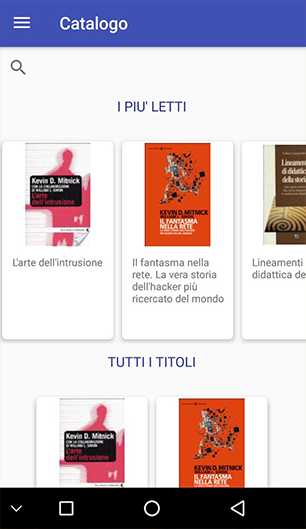 Catalogo
I PIU' LETTI
Kevin D. Mitnick
CON LA COLLABORAZIONE
DI WILLIAM L. SIMON
L'arte
dell'intrusione
KEVIN D. MITNICK
IL FANTASMA
NELLA RETE
Lineamenti
di didattica
della storia
L'arte dell'intrusione
Il fantasma nella
rete. La vera storia
dell'hacker più
ricercato del mondo
Lineamenti
didattica de
TUTTI I TITOLI
Kevin D. Mitnick
CON LA COLLABORAZIONE
DI WILLIAM L. SIMON
L'arte
dell'intrusione
KEVIN D. MITNICK
IL FANTASMA
NELLA RETE